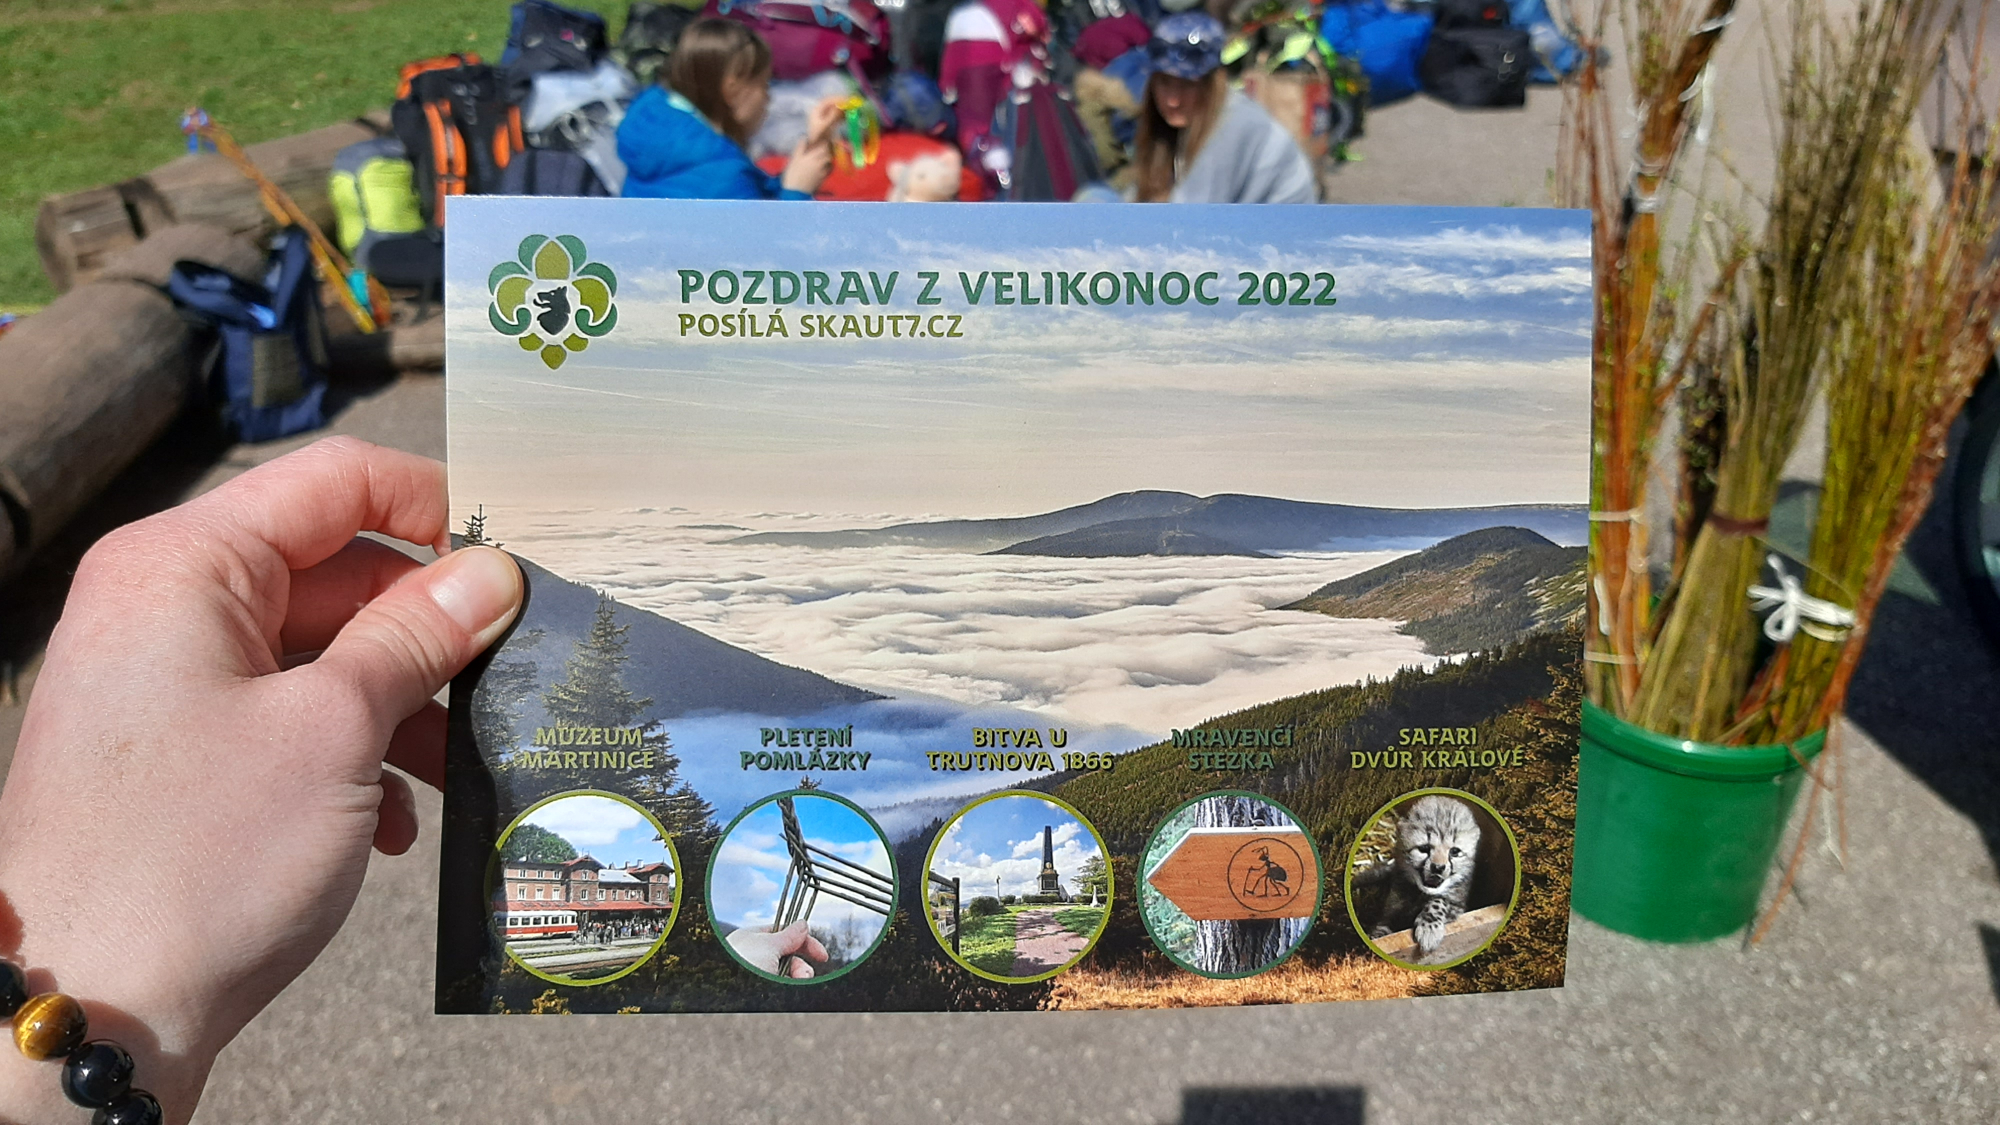 POZDRAV Z VELIKONOC 2022
POSÍLÁ SKAUT7.CZ
MUZEUM
MARTINICE
PLETENÍ
POMLÁZKY
BITVA U
TRUTNOVA 1866
MRAVENČÍ
STEZKA
SAFARI
DVŮR KRÁLOVÉ